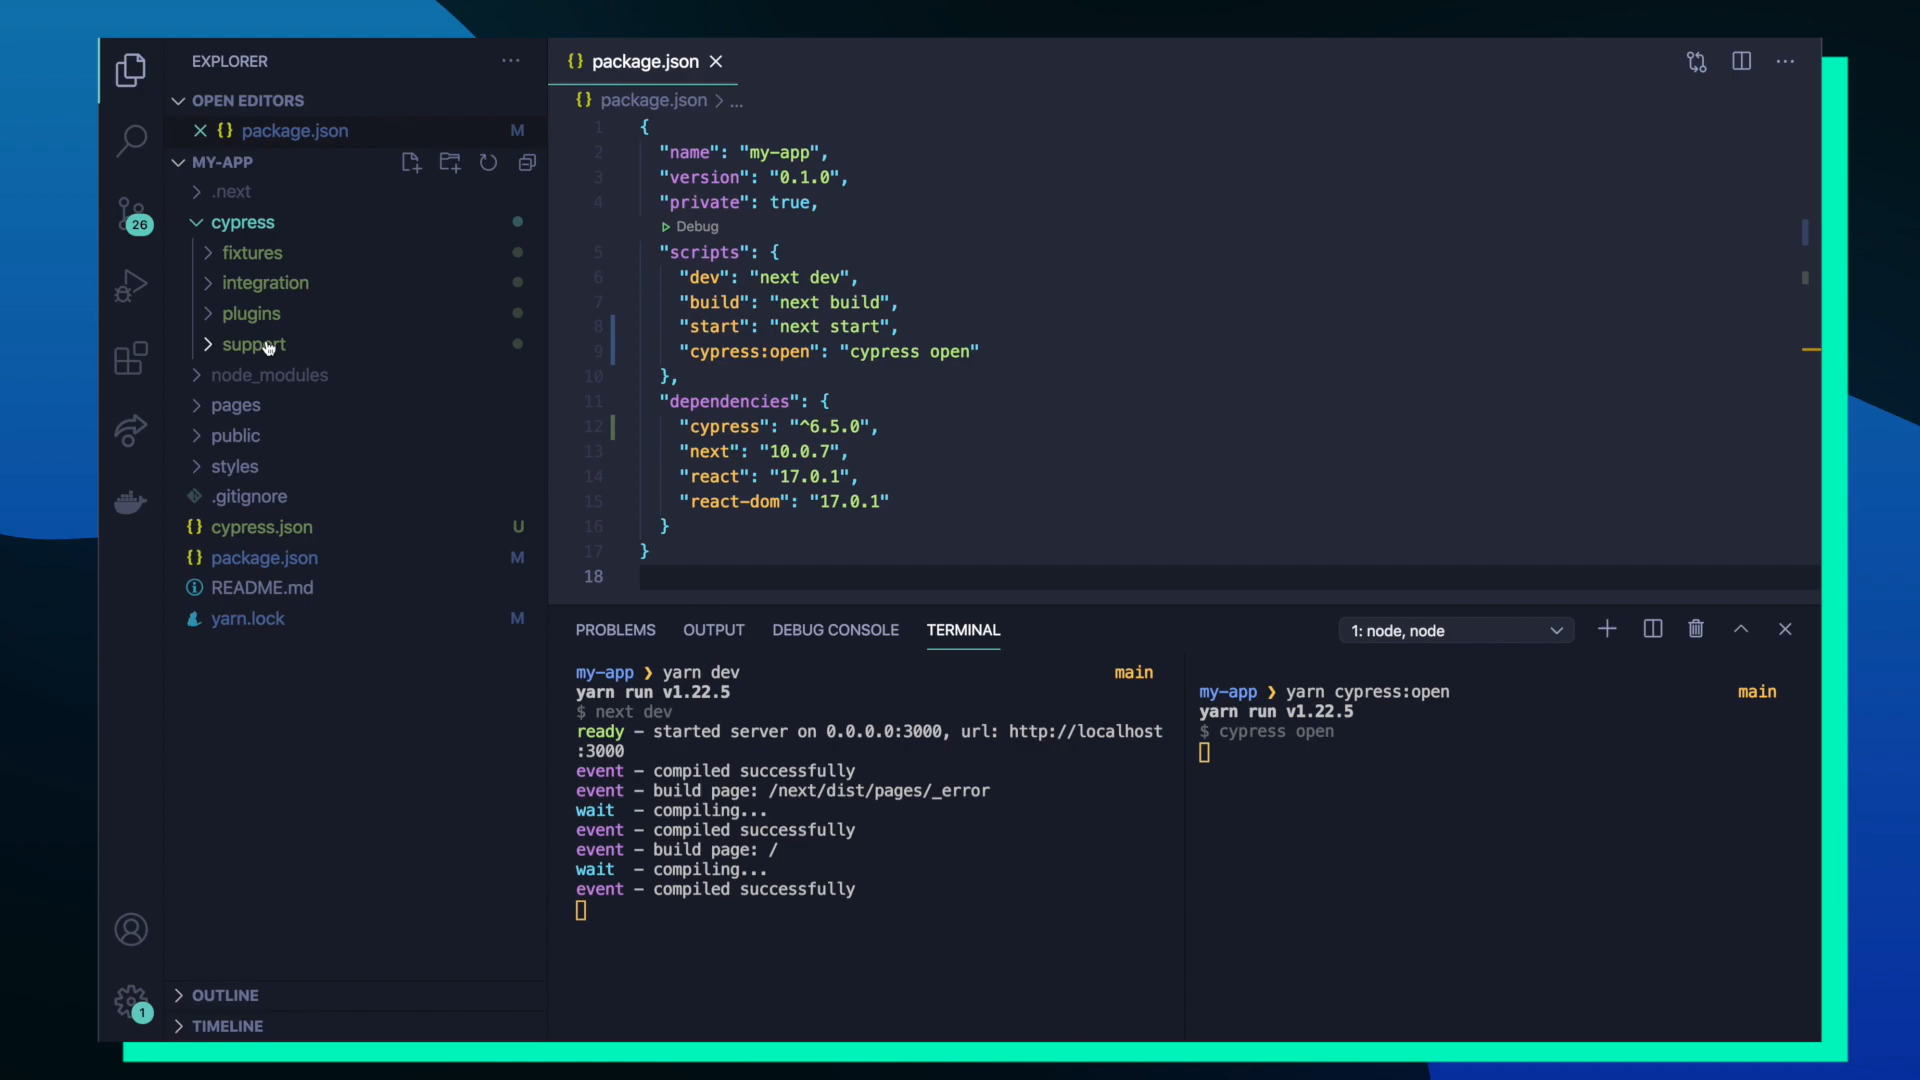 EXPLORER
OPEN EDITORS
{} package.json M
MY-APP
.next
cypress
fixtures
integration
plugins
support
node_modules
pages
public
styles
.gitignore
{} cypress.json U
{} package.json M
README.md
yarn.lock M
OUTLINE
TIMELINE
26
1
{} package.json
{} package.json > ...
1 {
2 "name": "my-app",
3 "version": "0.1.0",
4 "private": true,
Debug
5 "scripts": {
6 "dev": "next dev",
7 "build": "next build",
8 "start": "next start",
9 "cypress:open": "cypress open"
10 },
11 "dependencies": {
12 "cypress": "^6.5.0",
13 "next": "10.0.7",
14 "react": "17.0.1",
15 "react-dom": "17.0.1"
16 }
17 }
18
PROBLEMS OUTPUT DEBUG CONSOLE TERMINAL 1: node, node
my-app ❯ yarn dev main
yarn run v1.22.5
$ next dev
ready - started server on 0.0.0.0:3000, url: http://localhost
:3000
event - compiled successfully
event - build page: /next/dist/pages/_error
wait - compiling...
event - compiled successfully
event - build page: /
wait - compiling...
event - compiled successfully
my-app ❯ yarn cypress:open main
yarn run v1.22.5
$ cypress open